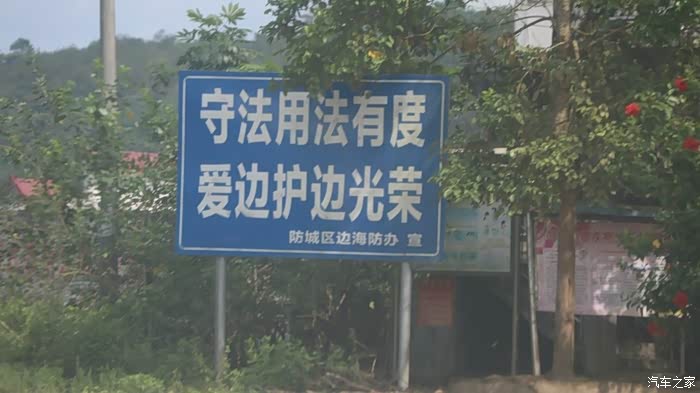 守法用法有度
爱边护边光荣
防城区边海防办 宣
汽车之家